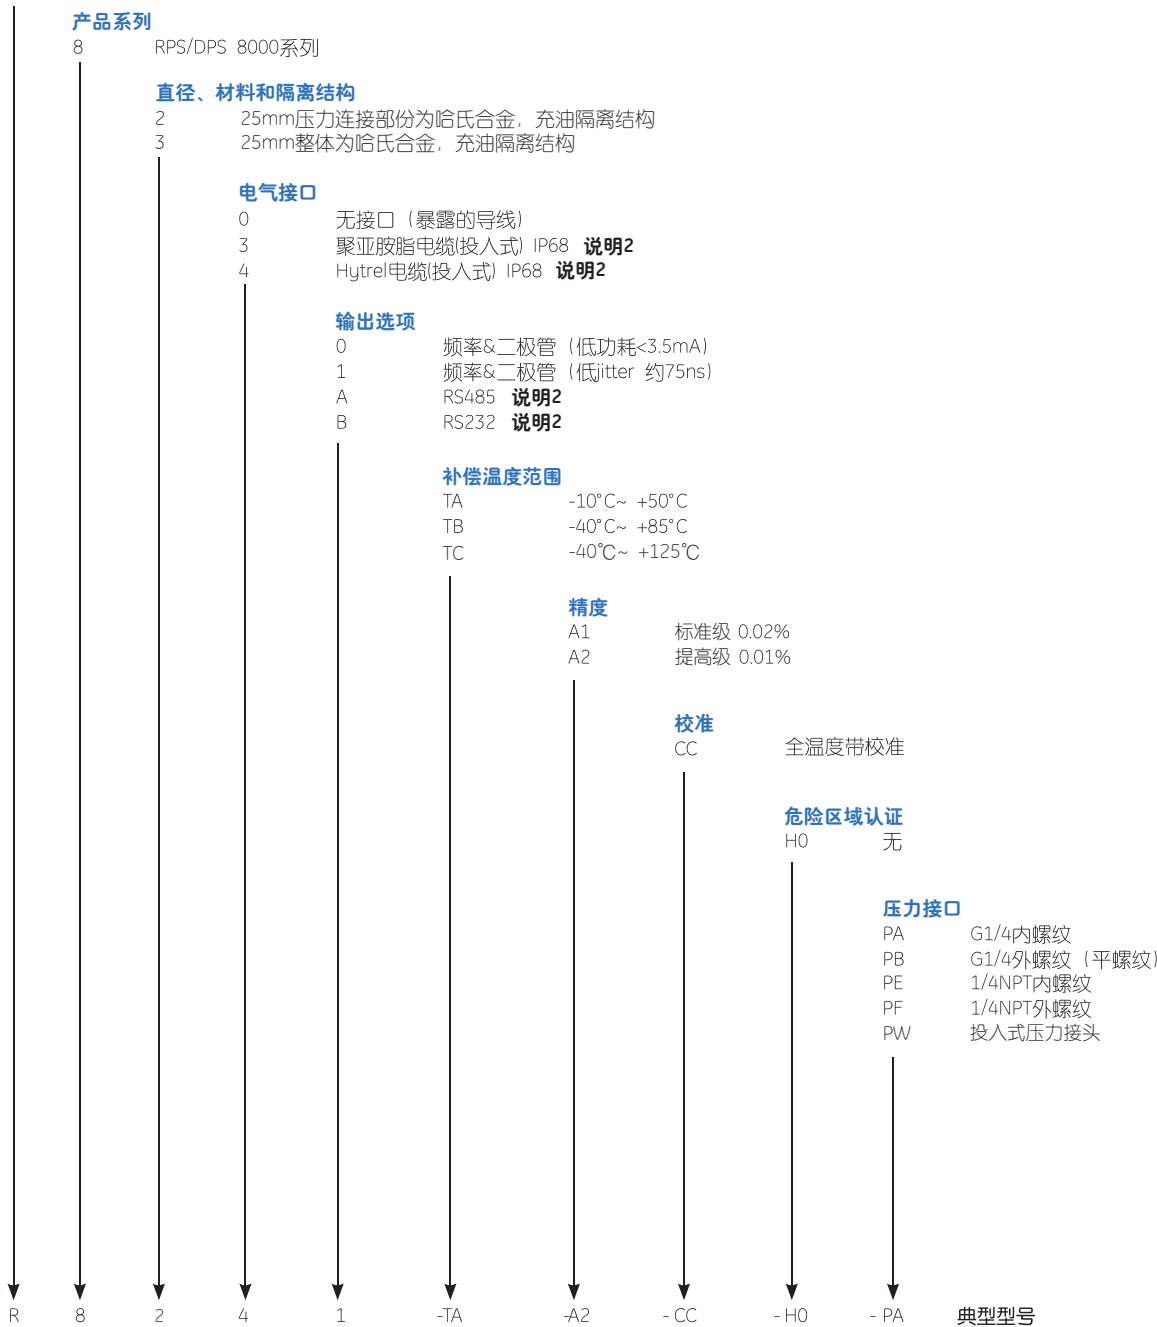 产品系列
8 RPS/DPS 8000系列
直径、材料和隔离结构
2 25mm压力连接部份为哈氏合金，充油隔离结构
3 25mm整体为哈氏合金，充油隔离结构
电气接口
0 无接口（暴露的导线）
3 聚亚胺脂电缆(投入式) IP68 说明2
4 Hytrel电缆(投入式) IP68 说明2
输出选项
0 频率&二极管（低功耗<3.5mA）
1 频率&二极管（低jitter 约75ns）
A RS485 说明2
B RS232 说明2
补偿温度范围
TA -10°C~ +50°C
TB -40°C~ +85°C
TC -40℃~ +125℃
精度
A1 标准级 0.02%
A2 提高级 0.01%
校准
CC 全温度带校准
危险区域认证
H0 无
压力接口
PA G1/4内螺纹
PB G1/4外螺纹（平螺纹）
PE 1/4NPT内螺纹
PF 1/4NPT外螺纹
PW 投入式压力接头
R 8 2 4 1 -TA -A2 - CC - H0 - PA 典型型号